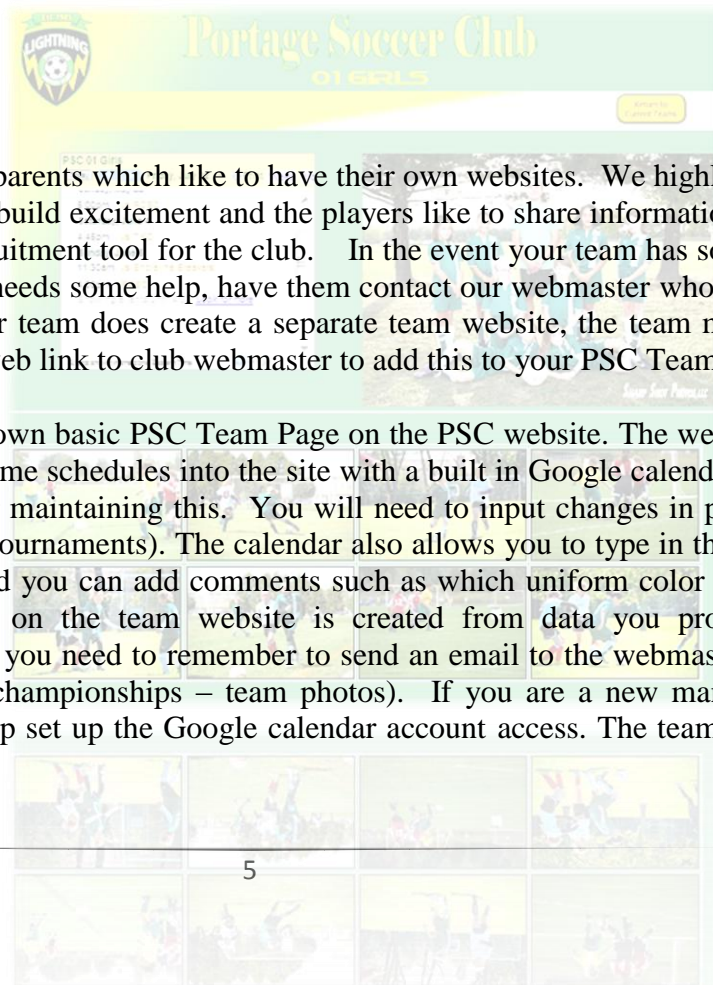 LIGHTNING
Portage Soccer Club
01 GIRLS
Return to
Current Teams
PSC 01 Girls
parents which like to have their own websites. We highl
build excitement and the players like to share informatio
uitment tool for the club. In the event your team has so
needs some help, have them contact our webmaster who
r team does create a separate team website, the team m
eb link to club webmaster to add this to your PSC Team
own basic PSC Team Page on the PSC website. The we
me schedules into the site with a built in Google calend
maintaining this. You will need to input changes in p
ournaments). The calendar also allows you to type in th
d you can add comments such as which uniform color
on the team website is created from data you pro
you need to remember to send an email to the webmas
championships – team photos). If you are a new man
p set up the Google calendar account access. The team
5